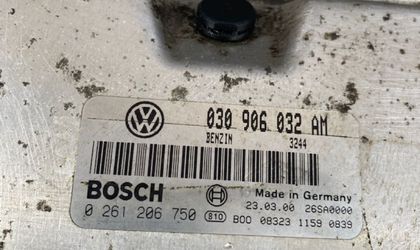 030 906 032 AM
BENZIN 3244
BOSCH Made in Germany
23.03.00 26SA0000
0 261 206 750 810 B00 08323 1159 0839